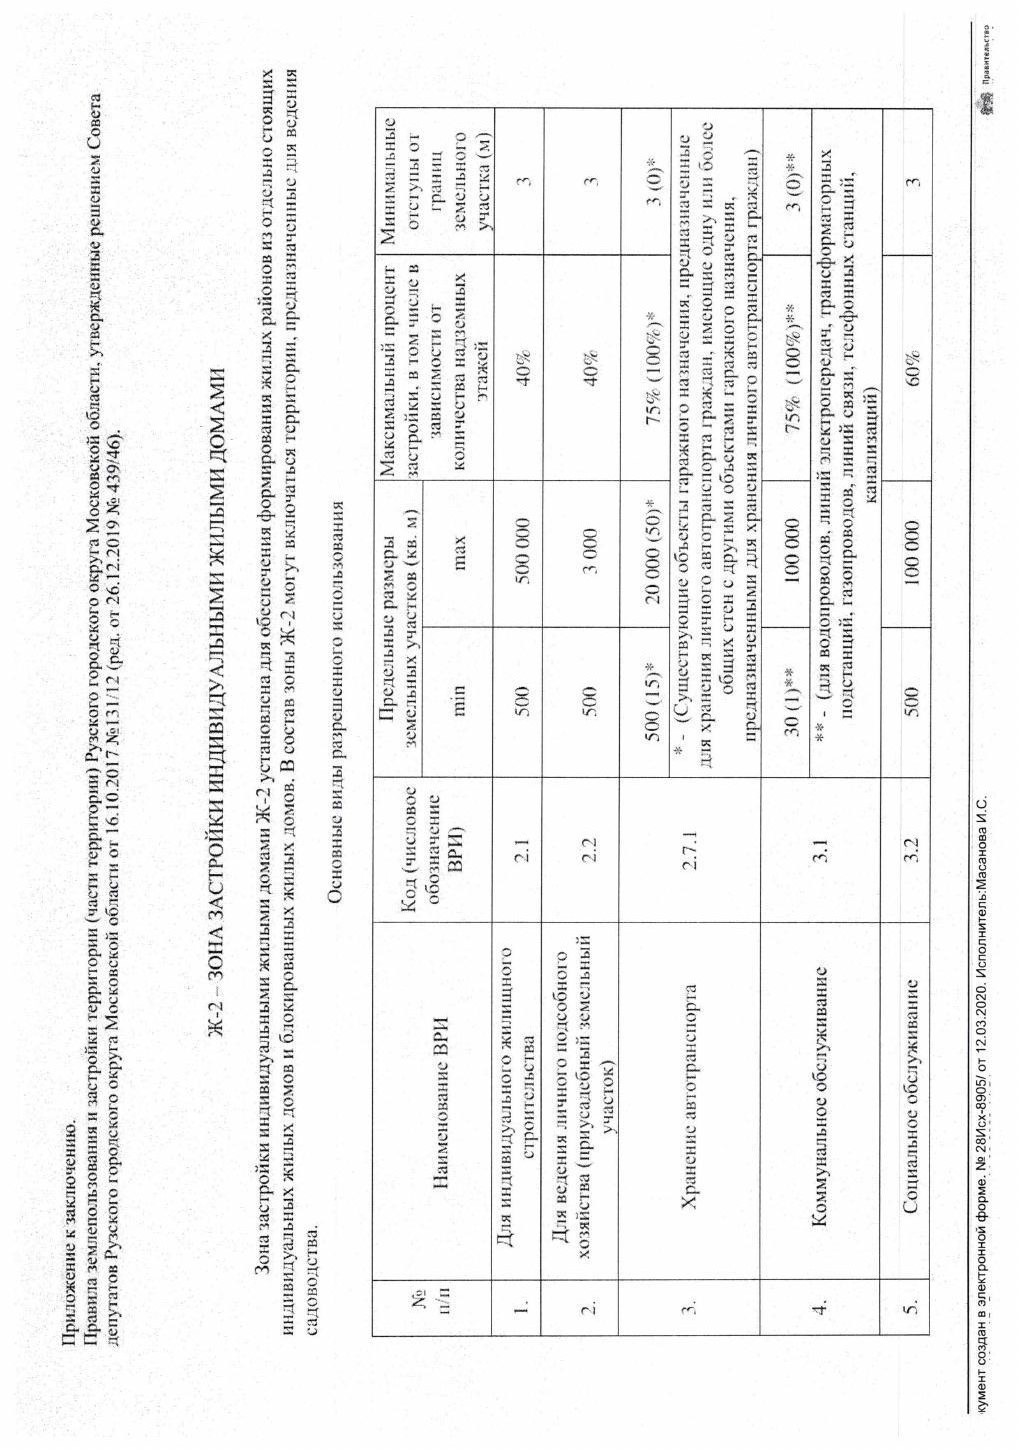 Приложение к заключению.
Правила землепользования и застройки территории (части территории) Рузского городского округа Московской области, утвержденные решением Совета
депутатов Рузского городского округа Московской области от 16.10.2017 №131/12 (ред. от 26.12.2019 № 439/46).
Ж-2 – ЗОНА ЗАСТРОЙКИ ИНДИВИДУАЛЬНЫМИ ЖИЛЫМИ ДОМАМИ
Зона застройки индивидуальными жилыми домами Ж-2 установлена для обеспечения формирования жилых районов из отдельно стоящих
индивидуальных жилых домов и блокированных жилых домов. В состав зоны Ж-2 могут включаться территории, предназначенные для ведения
садоводства.
Основные виды разрешенного использования
№
п/п
Наименование ВРИ
Код (числовое
обозначение
ВРИ)
Предельные размеры
земельных участков (кв. м)
min
max
Максимальный процент
застройки, в том числе в
зависимости от
количества надземных
этажей
Минимальные
отступы от
границ
земельного
участка (м)
1.
Для индивидуального жилищного
строительства
2.1
500
500 000
40%
3
2.
Для ведения личного подсобного
хозяйства (приусадебный земельный
участок)
2.2
500
3 000
40%
3
3.
Хранение автотранспорта
2.7.1
500 (15)*
20 000 (50)*
75% (100%)*
3 (0)*
* - (Существующие объекты гаражного назначения, предназначенные
для хранения личного автотранспорта граждан, имеющие одну или более
общих стен с другими объектами гаражного назначения,
предназначенными для хранения личного автотранспорта граждан)
4.
Коммунальное обслуживание
3.1
30 (1)**
100 000
75% (100%)**
3 (0)**
** - (для водопроводов, линий электропередач, трансформаторных
подстанций, газопроводов, линий связи, телефонных станций,
канализаций)
5.
Социальное обслуживание
3.2
500
100 000
60%
3
кумент создан в электронной форме. № 28Исх-8905/ от 12.03.2020. Исполнитель:Масанова И.С.
Правительство